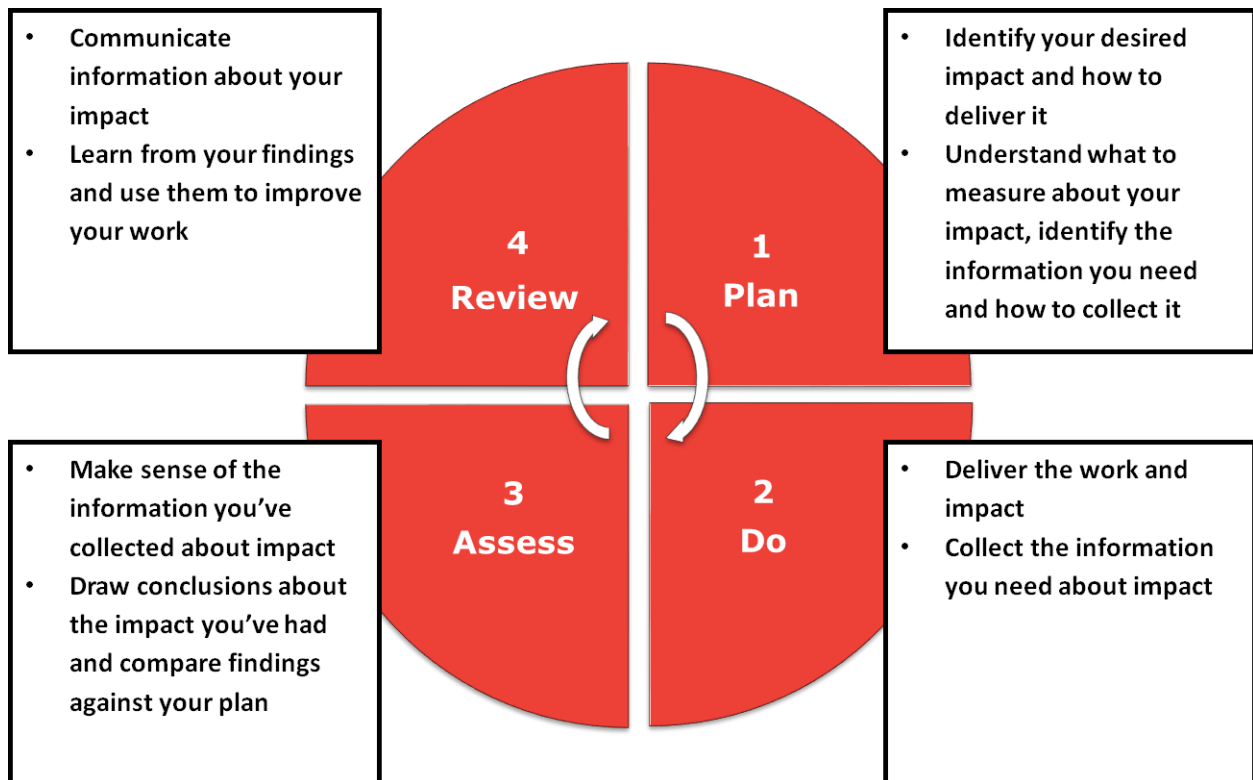 • Communicate
information about your
impact
• Learn from your findings
and use them to improve
your work
• Identify your desired
impact and how to
deliver it
• Understand what to
measure about your
impact, identify the
information you need
and how to collect it
4
Review
1
Plan
3
Assess
2
Do
• Make sense of the
information you’ve
collected about impact
• Draw conclusions about
the impact you’ve had
and compare findings
against your plan
• Deliver the work and
impact
• Collect the information
you need about impact